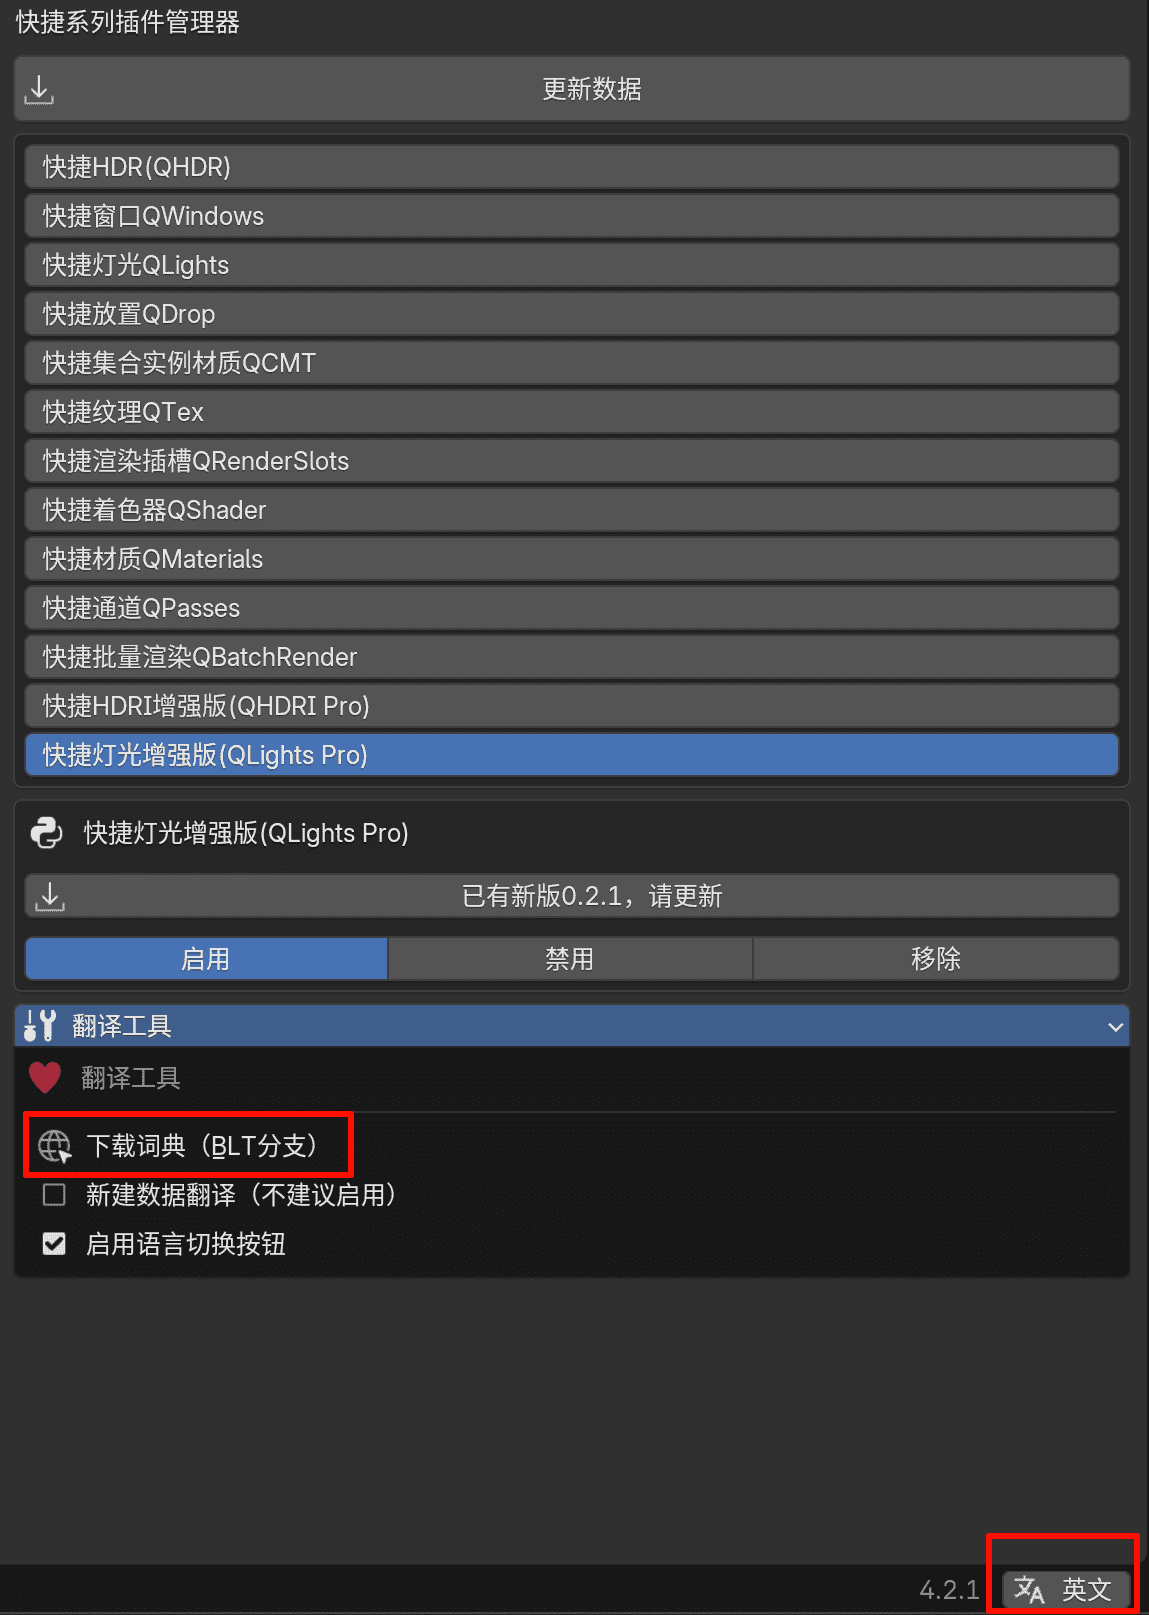 快捷系列插件管理器
更新数据
快捷HDR(QHDR)
快捷窗口QWindows
快捷灯光QLights
快捷放置QDrop
快捷集合实例材质QCMT
快捷纹理QTex
快捷渲染插槽QRenderSlots
快捷着色器QShader
快捷材质QMaterials
快捷通道QPasses
快捷批量渲染QBatchRender
快捷HDRI增强版(QHDRI Pro)
快捷灯光增强版(QLights Pro)
快捷灯光增强版(QLights Pro)
已有新版0.2.1，请更新
启用 禁用 移除
翻译工具
翻译工具
下载词典（BLT分支）
新建数据翻译（不建议启用）
启用语言切换按钮
4.2.1 英文